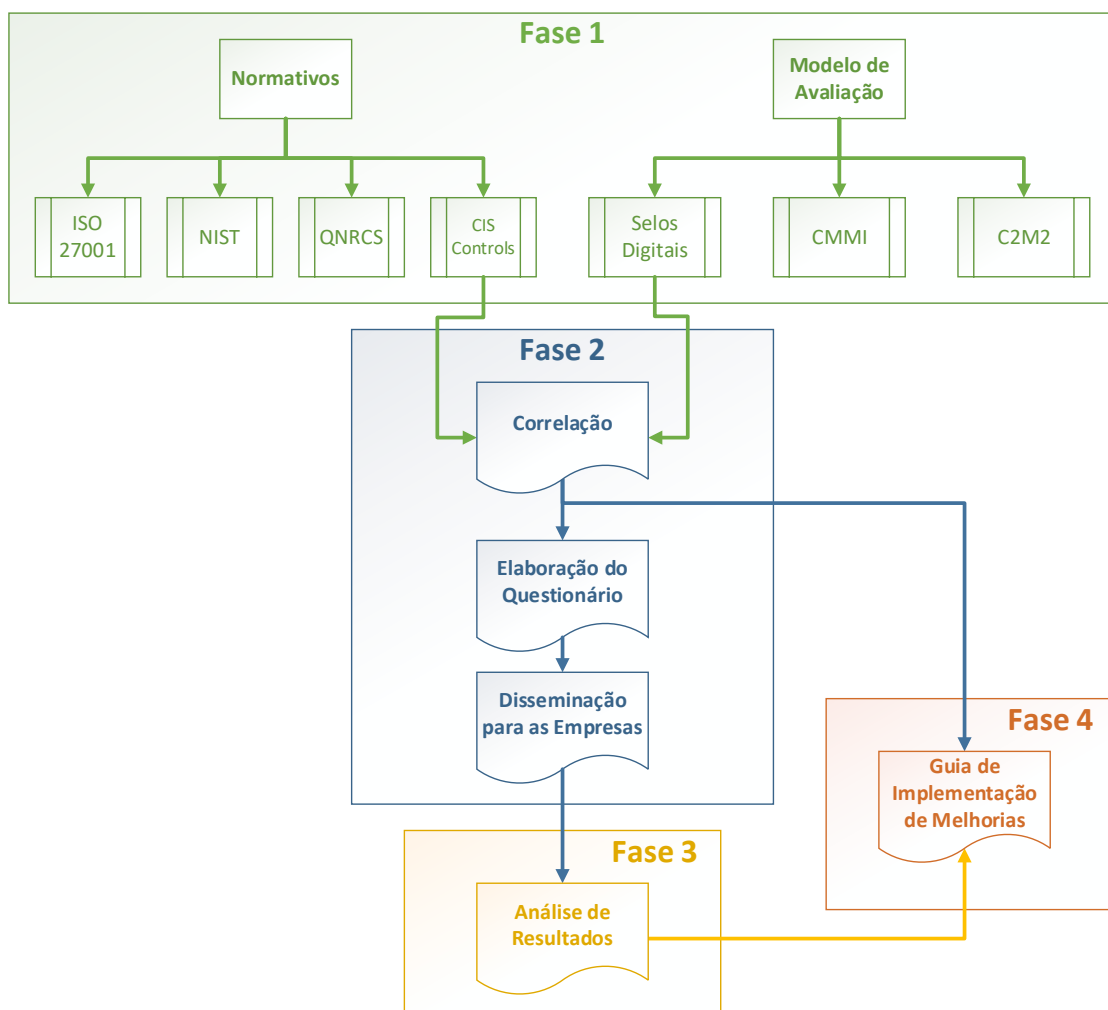 Fase 1
Normativos
Modelo de
Avaliação
ISO
27001
NIST
QNRCS
CIS
Controls
Selos
Digitais
CMMI
C2M2
Fase 2
Correlação
Elaboração do
Questionário
Disseminação
para as Empresas
Fase 4
Guia de
Implementação
de Melhorias
Fase 3
Análise de
Resultados